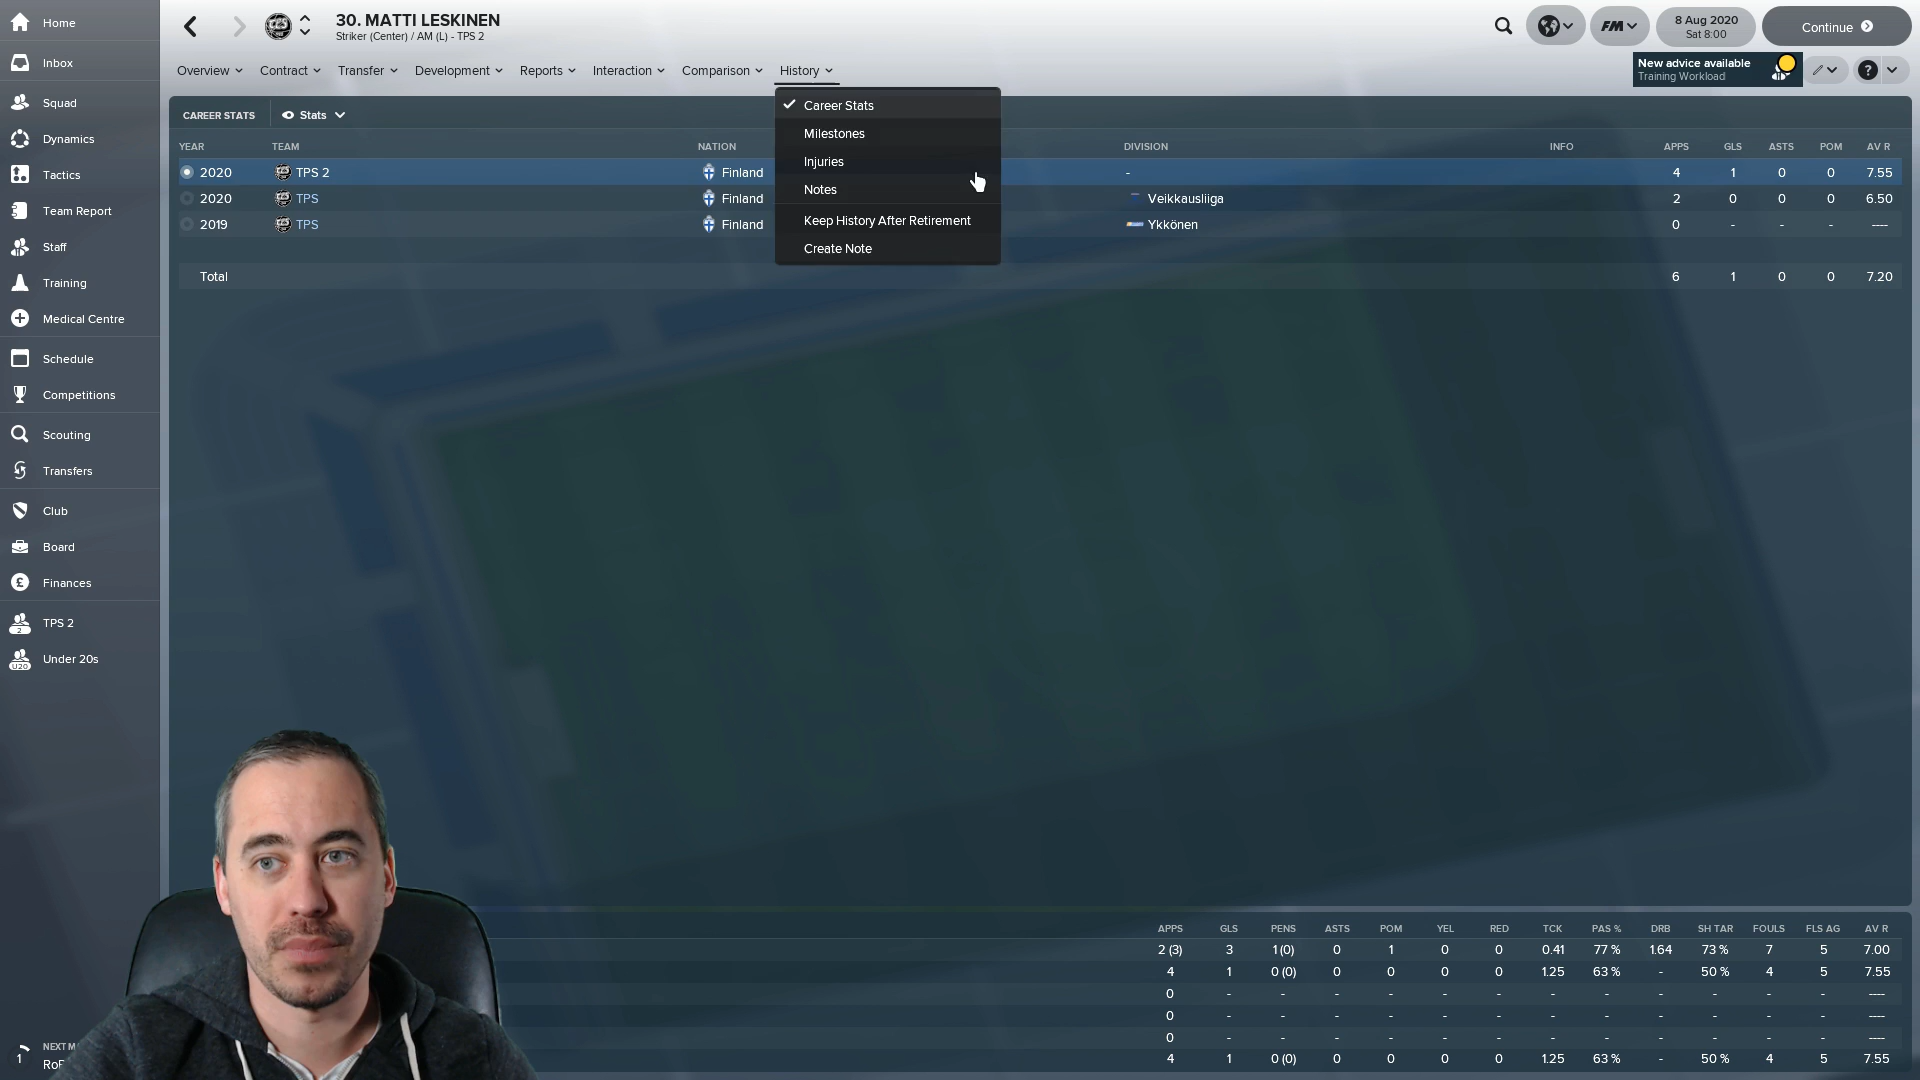 Home
Inbox
Squad
Dynamics
Tactics
Team Report
Staff
Training
Medical Centre
Schedule
Competitions
Scouting
Transfers
Club
Board
Finances
TPS 2
2
Under 20s
U20
1
NEXT M
RoP
30. MATTI LESKINEN
Striker (Center) / AM (L) - TPS 2
FM
8 Aug 2020
Sat 8:00
Continue
Overview Contract Transfer Development Reports Interaction Comparison History
New advice available
Training Workload
?
Career Stats
Milestones
Injuries
Notes
Keep History After Retirement
Create Note
CAREER STATS Stats
YEAR TEAM NATION DIVISION INFO APPS GLS ASTS POM AV R
2020 TPS 2 Finland - 4 1 0 0 7.55
2020 TPS Finland Veikkausliiga 2 0 0 0 6.50
2019 TPS Finland Ykkönen 0 - - - ----
Total 6 1 0 0 7.20
APPS GLS PENS ASTS POM YEL RED TCK PAS % DRB SH TAR FOULS FLS AG AV R
2 (3) 3 1 (0) 0 1 0 0 0.41 77 % 1.64 73 % 7 5 7.00
4 1 0 (0) 0 0 0 0 1.25 63 % - 50 % 4 5 7.55
0 - - - - - - - - - - - - ----
0 - - - - - - - - - - - - ----
0 - - - - - - - - - - - - ----
4 1 0 (0) 0 0 0 0 1.25 63 % - 50 % 4 5 7.55